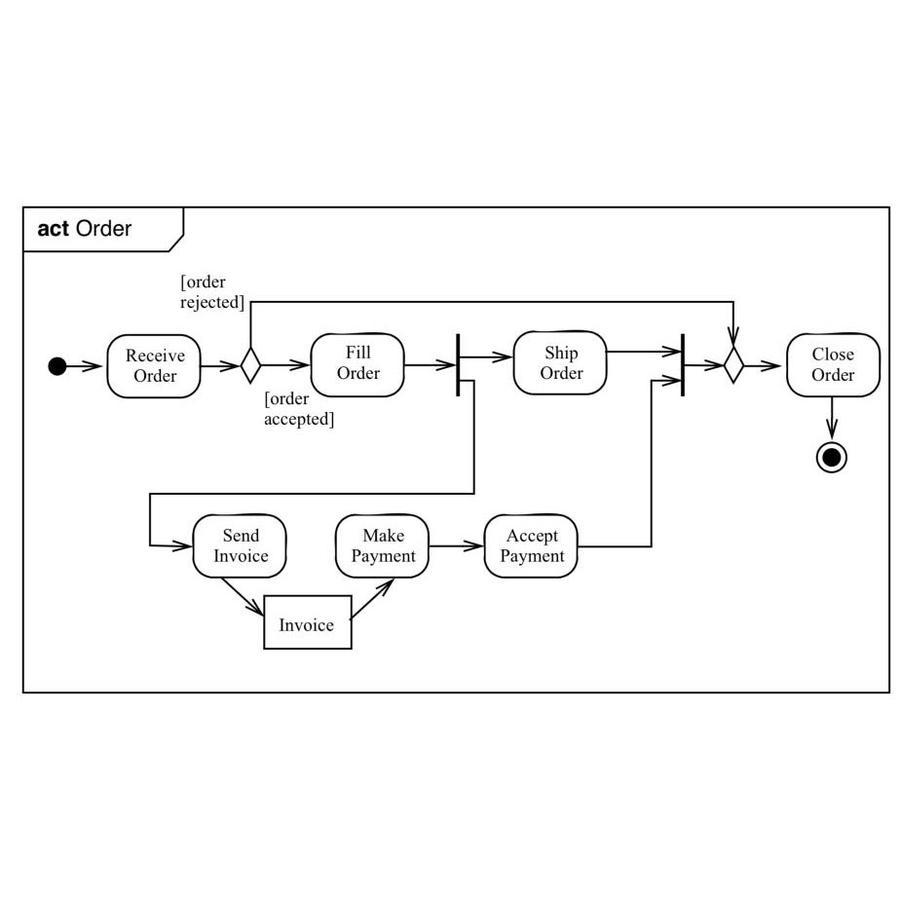 act Order
[order
rejected]
Receive
Order
[order
accepted]
Fill
Order
Ship
Order
Close
Order
Send
Invoice
Invoice
Make
Payment
Accept
Payment